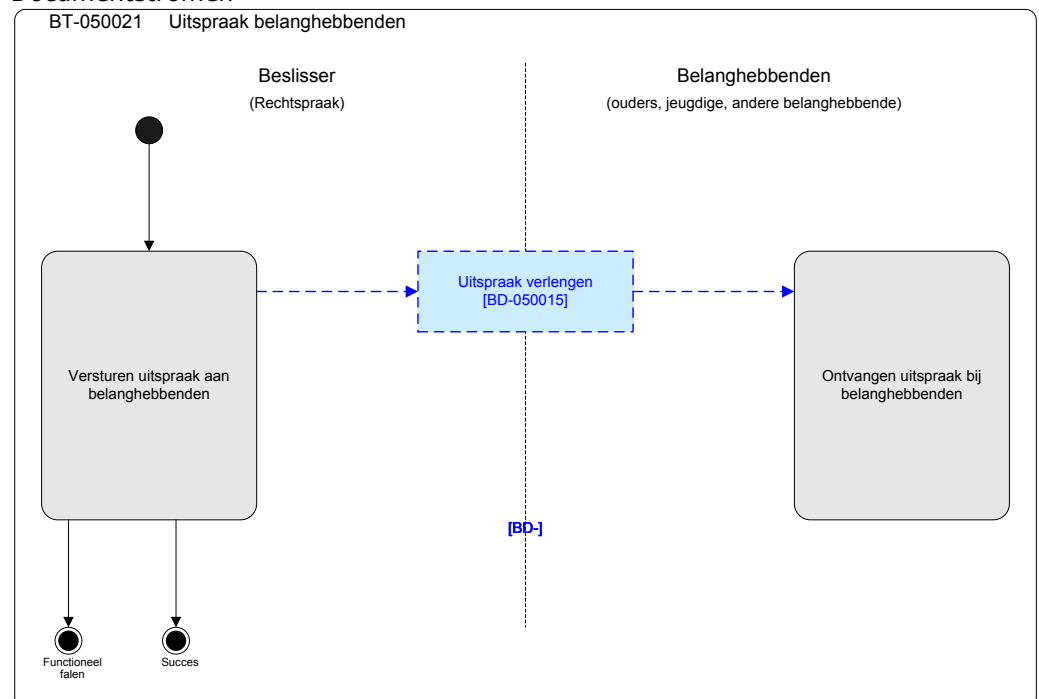 Documentstromen
BT-050021 Uitspraak belanghebbenden
Beslisser
(Rechtspraak)
Belanghebbenden
(ouders, jeugdige, andere belanghebbende)
Uitspraak verlengen
[BD-050015]
Versturen uitspraak aan
belanghebbenden
Ontvangen uitspraak bij
belanghebbenden
[BD-]
Functioneel
falen
Succes